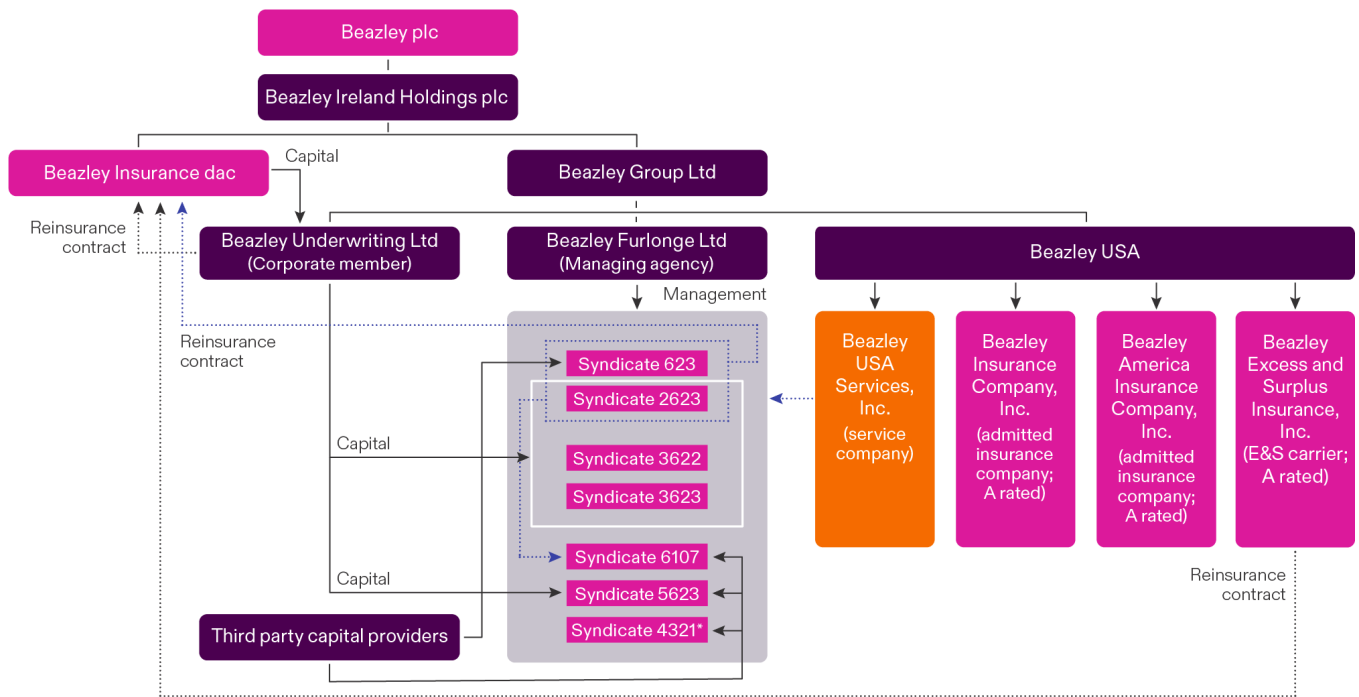 Beazley plc
Beazley Ireland Holdings plc
Beazley Insurance dac
Capital
Beazley Group Ltd
Reinsurance
contract
Beazley Underwriting Ltd
(Corporate member)
Beazley Furlonge Ltd
(Managing agency)
Beazley USA
Management
Reinsurance
contract
Syndicate 623
Syndicate 2623
Capital
Syndicate 3622
Syndicate 3623
Syndicate 6107
Capital
Syndicate 5623
Syndicate 4321*
Third party capital providers
Beazley
USA
Services,
Inc.
(service
company)
Beazley
Insurance
Company,
Inc.
(admitted
insurance
company;
A rated)
Beazley
America
Insurance
Company,
Inc.
(admitted
insurance
company;
A rated)
Beazley
Excess and
Surplus
Insurance,
Inc.
(E&S carrier;
A rated)
Reinsurance
contract